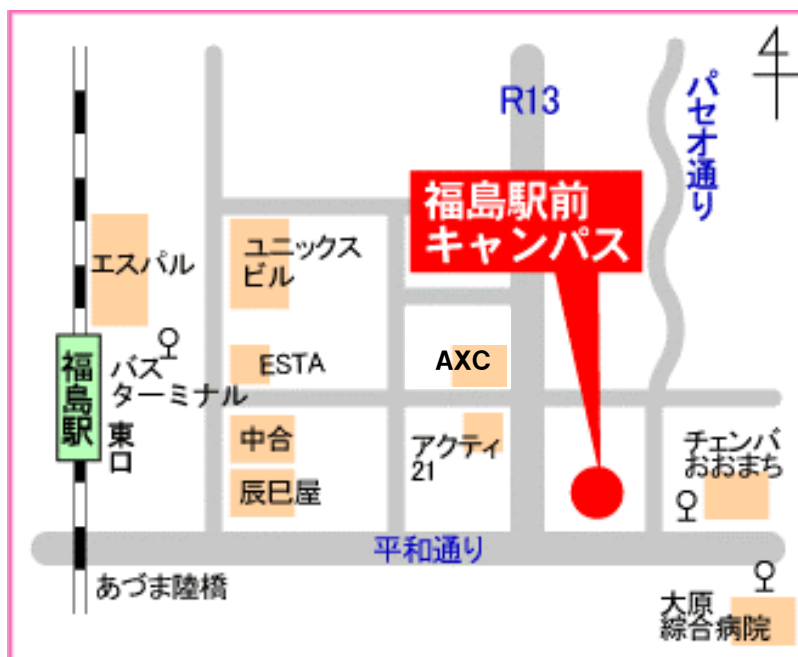 R13
パセオ通り
福島駅前
キャンパス
エスパル
ユニックス
ビル
福島駅
東口
バス
ターミナル
ESTA
AXC
中合
アクティ
21
チェンバ
おおまち
辰巳屋
平和通り
あづま陸橋
大原
綜合病院